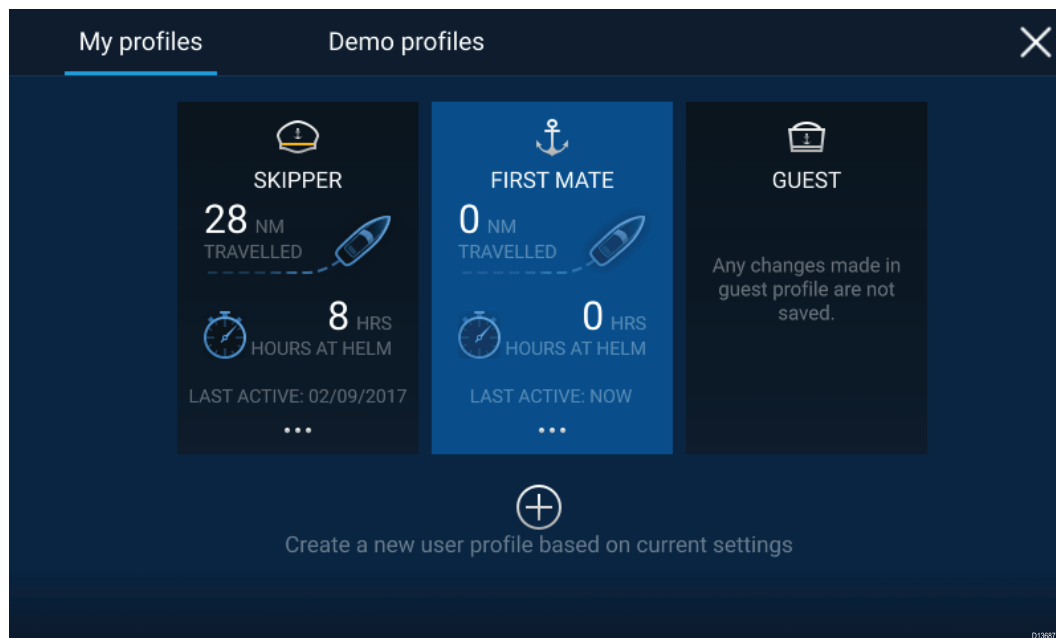 My profiles
Demo profiles
SKIPPER
28 NM
TRAVELLED
8 HRS
HOURS AT HELM
LAST ACTIVE: 02/09/2017
FIRST MATE
0 NM
TRAVELLED
0 HRS
HOURS AT HELM
LAST ACTIVE: NOW
GUEST
Any changes made in
guest profile are not
saved.
Create a new user profile based on current settings
D13687